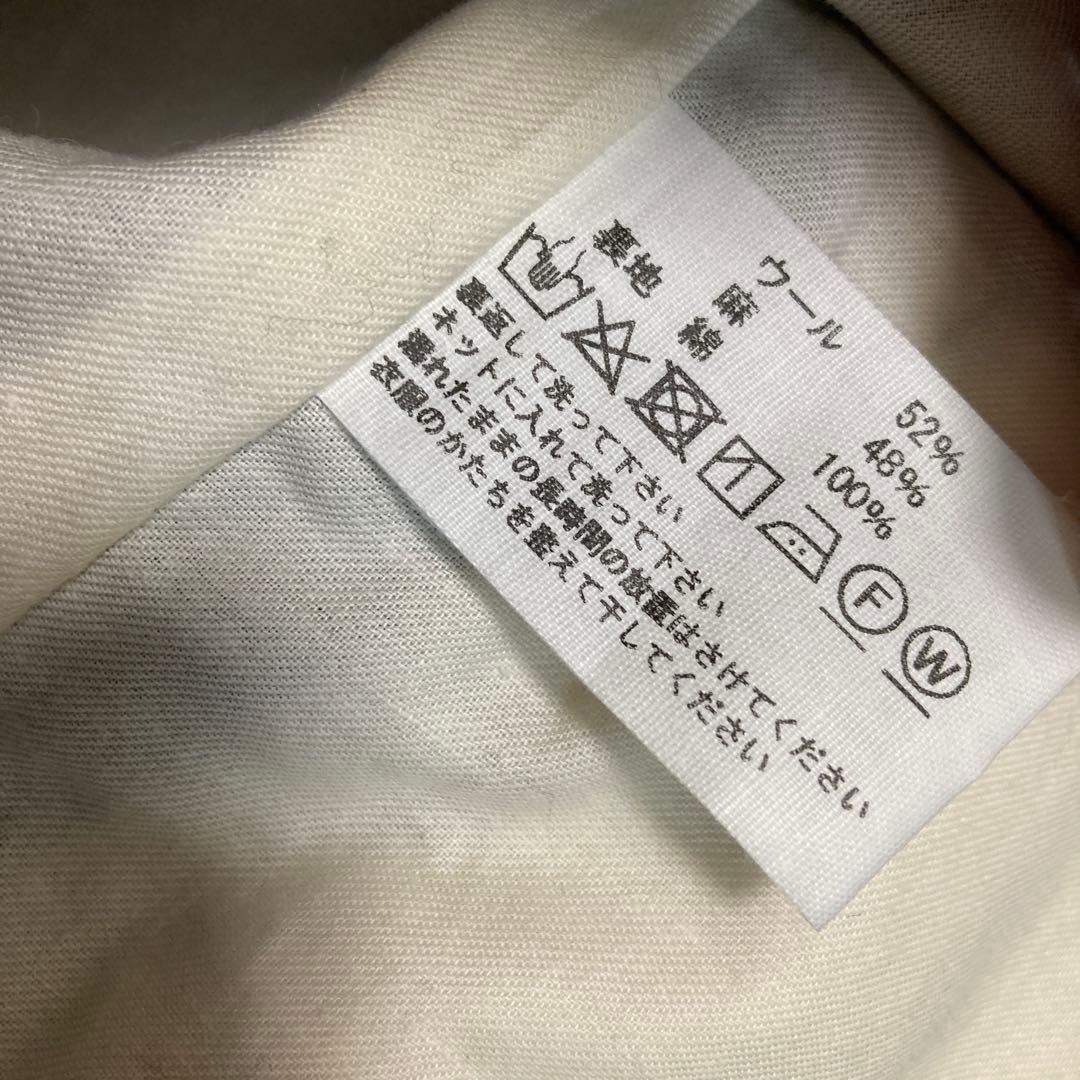 ウール 52%
麻 48%
裏地 綿 100%
F W
裏返して洗って下さい
ネットに入れて洗って下さい
濡れたままの長時間の放置はさけてください
衣服のかたちを整えて干してください